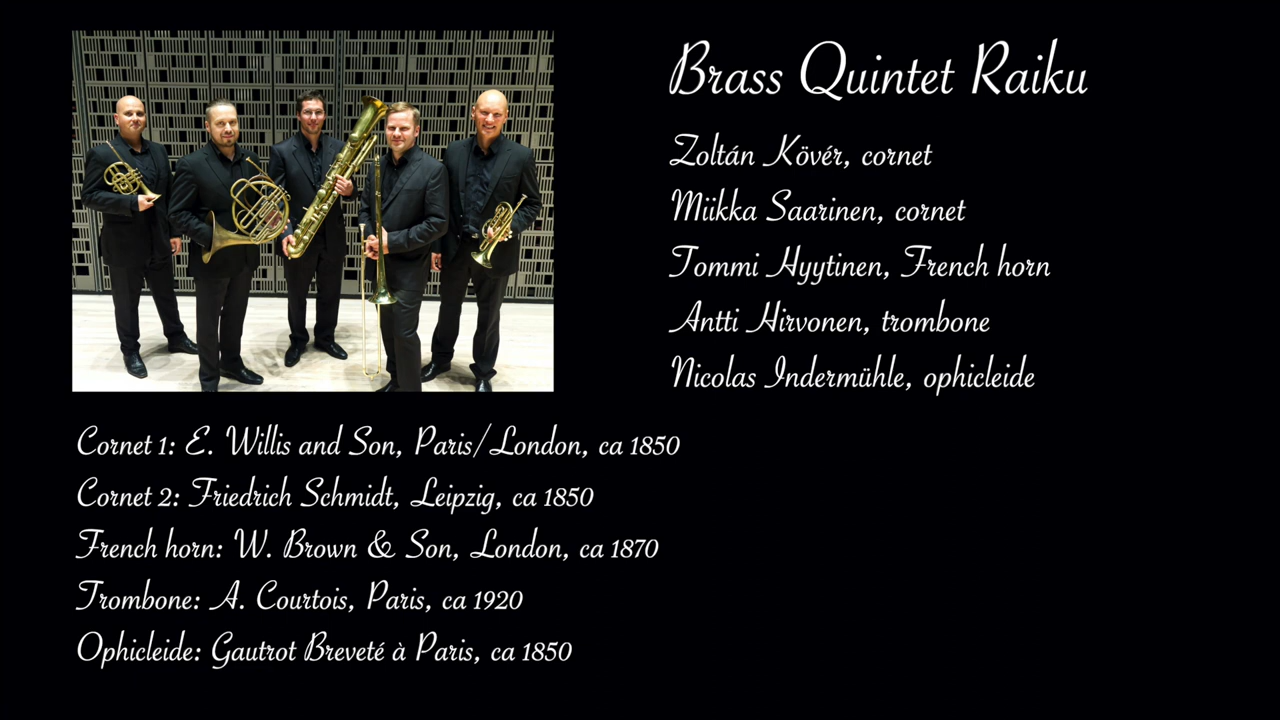 Brass Quintet Raiku
Zoltán Kövér, cornet
Miikka Saarinen, cornet
Tommi Hyytinen, French horn
Antti Hirvonen, trombone
Nicolas Indermühle, ophicleide
Cornet 1: E. Willis and Son, Paris/London, ca 1850
Cornet 2: Friedrich Schmidt, Leipzig, ca 1850
French horn: W. Brown & Son, London, ca 1870
Trombone: A. Courtois, Paris, ca 1920
Ophicleide: Gautrot Breveté à Paris, ca 1850